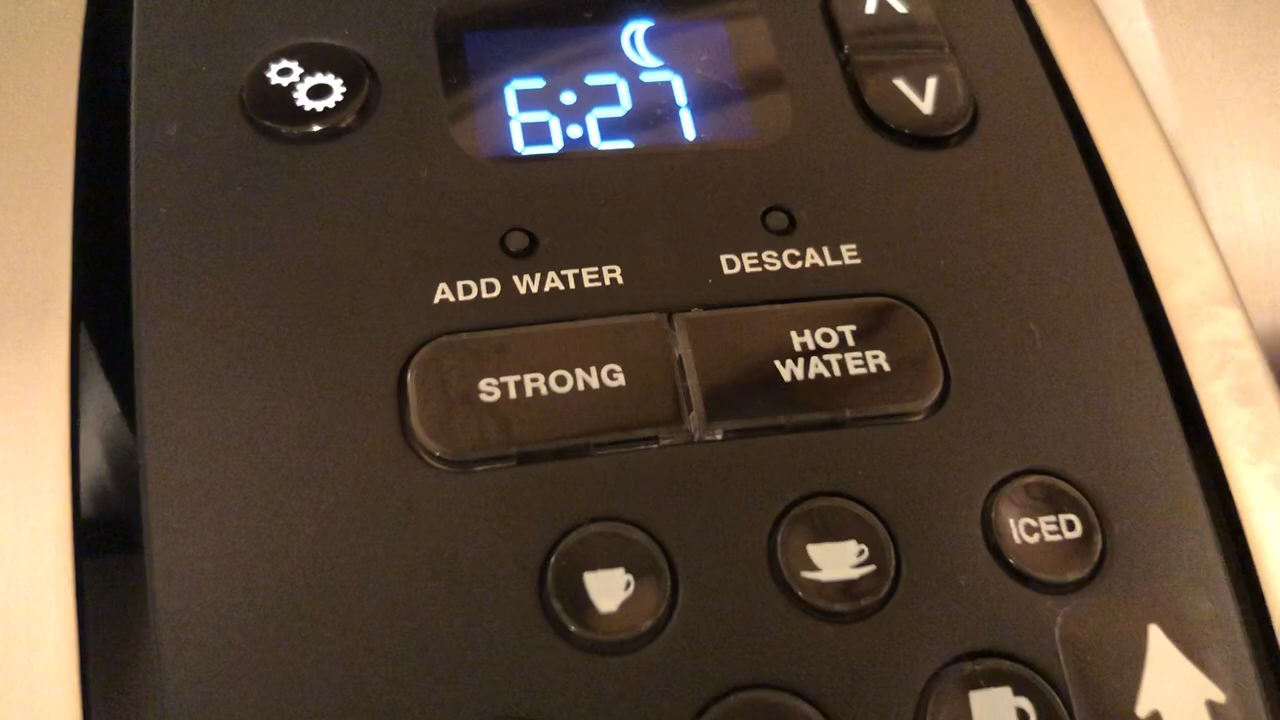 6:27
ADD WATER
DESCALE
STRONG
HOT
WATER
ICED